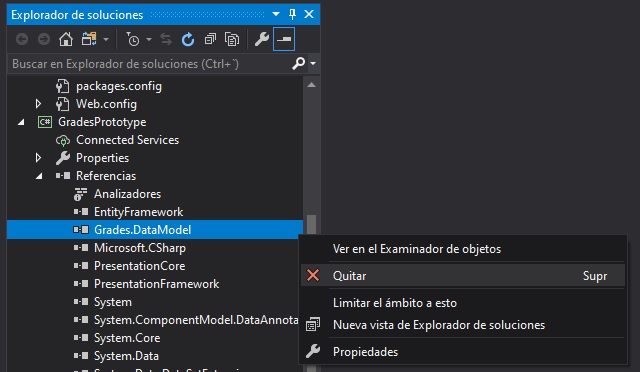 Explorador de soluciones
Buscar en Explorador de soluciones (Ctrl+`)
packages.config
Web.config
C# GradesPrototype
Connected Services
Properties
Referencias
Analizadores
EntityFramework
Grades.DataModel
Microsoft.CSharp
PresentationCore
PresentationFramework
System
System.ComponentModel.DataAnnota
System.Core
System.Data
Ver en el Examinador de objetos
Quitar Supr
Limitar el ámbito a esto
Nueva vista de Explorador de soluciones
Propiedades